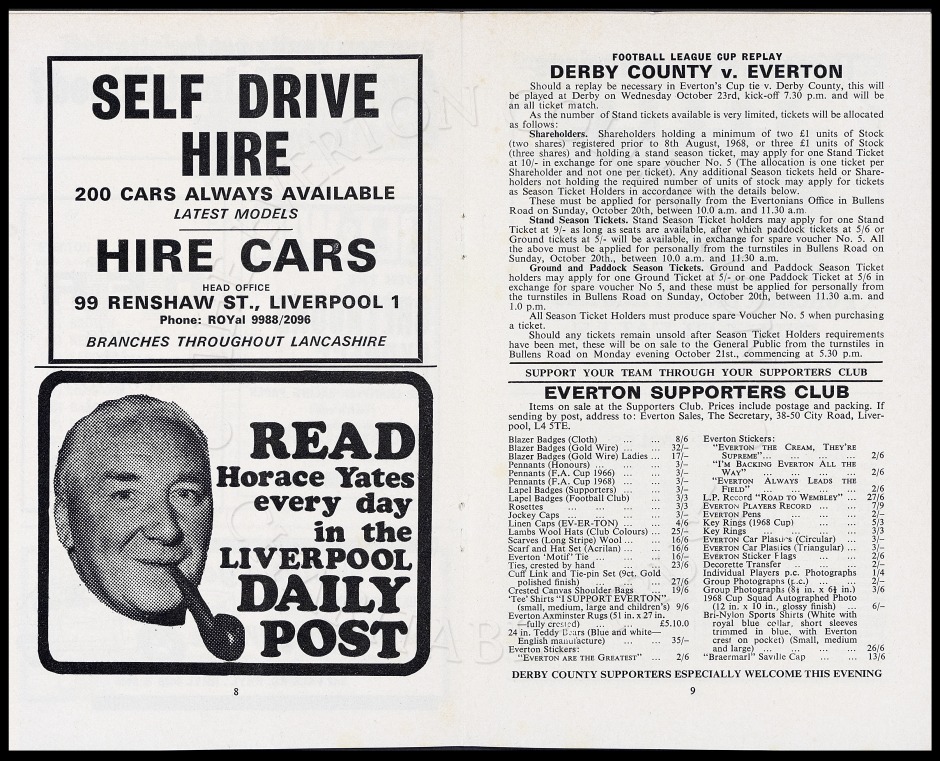 SELF DRIVE
HIRE
200 CARS ALWAYS AVAILABLE
LATEST MODELS
HIRE CARS
HEAD OFFICE
99 RENSHAW ST., LIVERPOOL 1
Phone: ROYal 9988/2096
BRANCHES THROUGHOUT LANCASHIRE
READ
Horace Yates
every day
in the
LIVERPOOL
DAILY
POST
8
FOOTBALL LEAGUE CUP REPLAY
DERBY COUNTY v. EVERTON
Should a replay be necessary in Everton's Cup tie v. Derby County, this will
be played at Derby on Wednesday October 23rd, kick-off 7.30 p.m. and will be
an all ticket match.
As the number of Stand tickets available is very limited, tickets will be allocated
as follows:
Shareholders. Shareholders holding a minimum of two £1 units of Stock
(two shares) registered prior to 8th August, 1968, or three £1 units of Stock
(three shares) and holding a stand season ticket, may apply for one Stand Ticket
at 10/- in exchange for one spare voucher No. 5 (The allocation is one ticket per
Shareholder and not one per ticket). Any additional Season tickets held or Share-
holders not holding the required number of units of stock may apply for tickets
as Season Ticket Holders in accordance with the details below.
These must be applied for personally from the Evertonians Office in Bullens
Road on Sunday, October 20th, between 10.0 a.m. and 11.30 a.m.
Stand Season Tickets. Stand Season Ticket holders may apply for one Stand
Ticket at 9/- as long as seats are available, after which paddock tickets at 5/6 or
Ground tickets at 5/- will be available, in exchange for spare voucher No. 5. All
the above must be applied for personally from the turnstiles in Bullens Road on
Sunday, October 20th., between 10.0 a.m. and 11.30 a.m.
Ground and Paddock Season Tickets. Ground and Paddock Season Ticket
holders may apply for one Ground Ticket at 5/- or one Paddock Ticket at 5/6 in
exchange for spare voucher No 5, and these must be applied for personally from
the turnstiles in Bullens Road on Sunday, October 20th, between 11.30 a.m. and
1.0 p.m.
All Season Ticket Holders must produce spare Voucher No. 5 when purchasing
a ticket.
Should any tickets remain unsold after Season Ticket Holders requirements
have been met, these will be on sale to the General Public from the turnstiles in
Bullens Road on Monday evening October 21st., commencing at 5.30 p.m.
SUPPORT YOUR TEAM THROUGH YOUR SUPPORTERS CLUB
EVERTON SUPPORTERS CLUB
Items on sale at the Supporters Club. Prices include postage and packing. If
sending by post, address to: Everton Sales, The Secretary, 38-50 City Road, Liver-
pool, L4 5TE.
Blazer Badges (Cloth) ... ... 8/6
Blazer Badges (Gold Wire) ... ... 32/-
Blazer Badges (Gold Wire) Ladies ... 17/-
Pennants (Honours) ... ... ... 3/-
Pennants (F.A. Cup 1966) ... ... 3/-
Pennants (F.A. Cup 1968) ... ... 3/-
Lapel Badges (Supporters) ... ... 3/-
Lapel Badges (Football Club) ... 3/3
Rosettes ... ... ... ... 3/3
Jockey Caps ... ... ... ... 3/-
Linen Caps (EV-ER-TON) ... ... 4/6
Lambs Wool Hats (Club Colours) ... 25/-
Scarves (Long Stripe) Wool ... ... 16/6
Scarf and Hat Set (Acrilan) ... ... 16/6
Everton 'Motif' Tie ... ... ... 16/-
Ties, crested by hand ... ... 23/6
Cuff Link and Tie-pin Set (9ct. Gold
polished finish) ... ... ... 27/6
Crested Canvas Shoulder Bags ... 19/6
'Tee' Shirts "I SUPPORT EVERTON"
(small, medium, large and children's) 9/6
Everton Axminster Rugs (51 in. x 27 in.
—fully crested) ... ... ... £5.10.0
24 in. Teddy Bears (Blue and white—
English manufacture) ... ... 35/-
Everton Stickers:
"EVERTON ARE THE GREATEST" ... 2/6
Everton Stickers:
"EVERTON THE CREAM, THEY'RE
SUPREME"... ... ... ... 2/6
"I'M BACKING EVERTON ALL THE
WAY" ... ... ... ... 2/6
"EVERTON ALWAYS LEADS THE
FIELD" ... ... ... ... 2/6
L.P. Record "ROAD TO WEMBLEY" ... 27/6
EVERTON PLAYERS RECORD ... ... 7/9
EVERTON Pens ... ... ... 2/-
Key Rings (1968 Cup) ... ... 5/3
Key Rings ... ... ... ... 3/3
EVERTON Car Plastics (Circular) ... 3/-
EVERTON Car Plastics (Triangular) ... 3/-
EVERTON Sticker Flags ... ... 2/6
Decorette Transfer ... ... ... 2/-
Individual Players p.c. Photographs 1/4
Group Photographs (p.c.) ... ... 2/-
Group Photographs (8½ in. x 6½ in.) 3/6
1968 Cup Squad Autographed Photo
(12 in. x 10 in., glossy finish) ... 6/-
Bri-Nylon Sports Shirts (White with
royal blue collar, short sleeves
trimmed in blue, with Everton
crest on pocket) (Small, medium
and large) ... ... ... ... 26/6
"Braemarl" Saville Cap ... ... 13/6
DERBY COUNTY SUPPORTERS ESPECIALLY WELCOME THIS EVENING
9